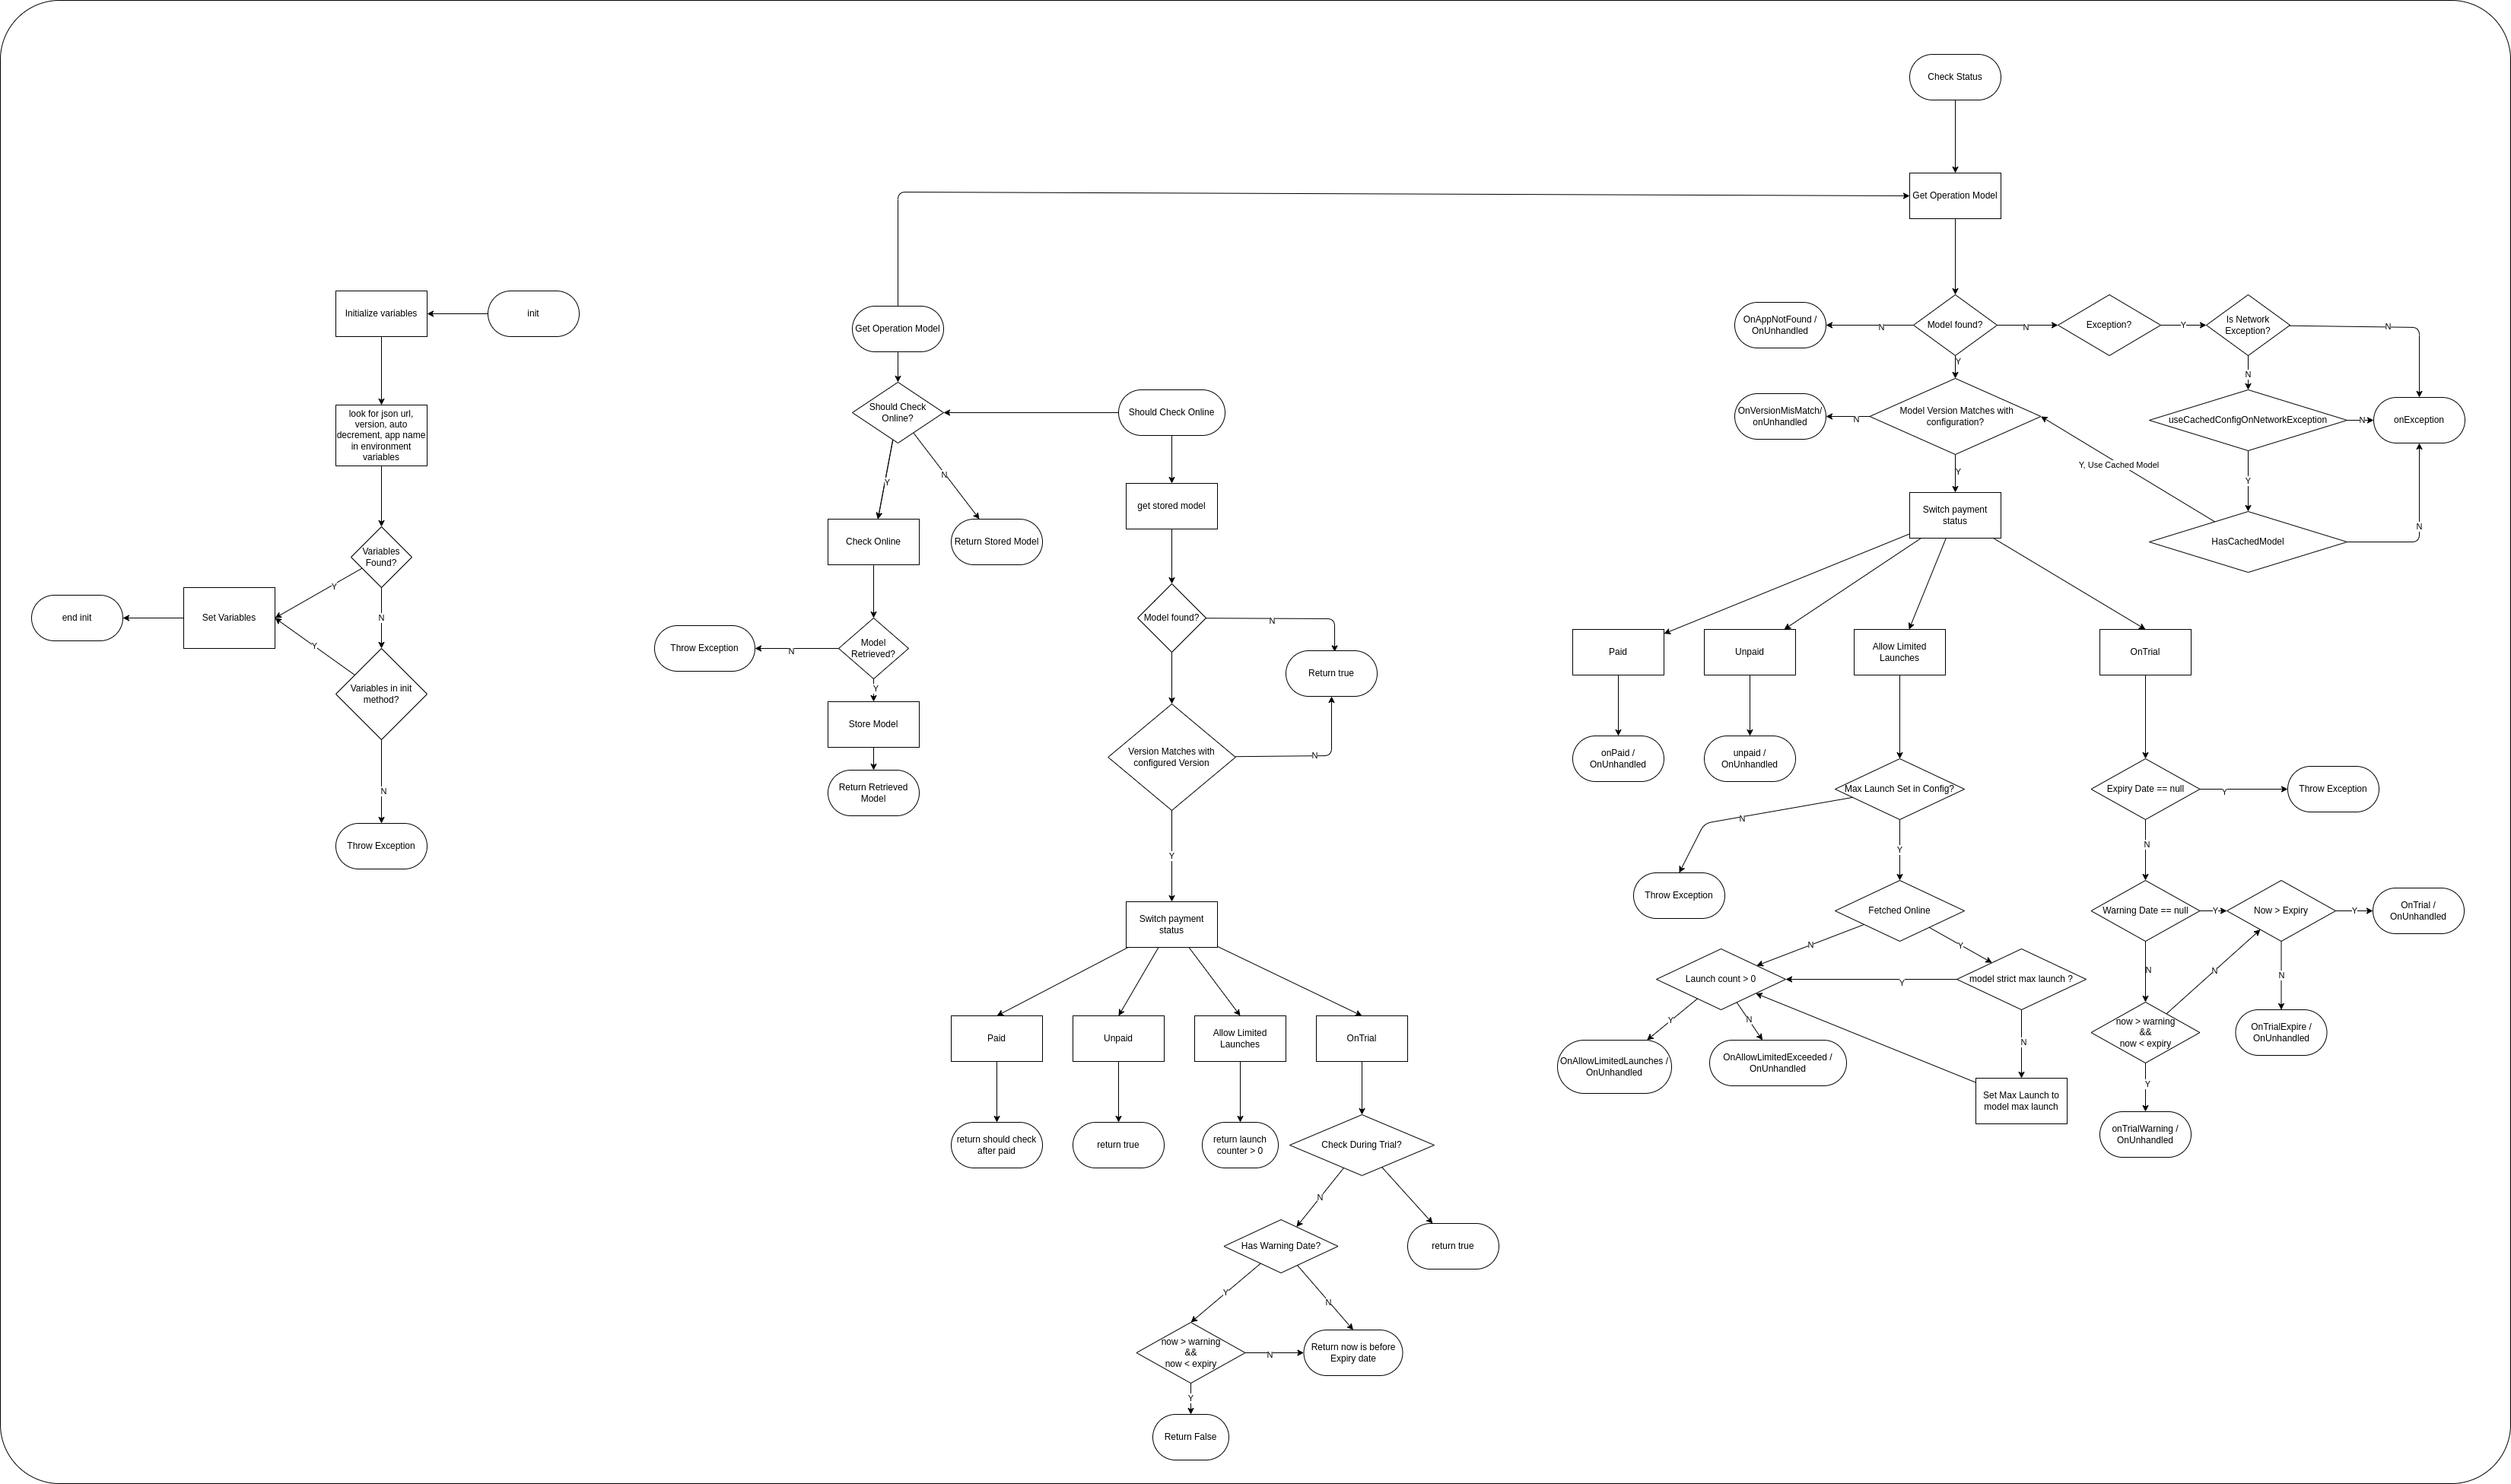 Check Status
Get Operation Model
Initialize variables
init
Get Operation Model
OnAppNotFound /
OnUnhandled
N
Model found?
N
Exception?
Y
Is Network
Exception?
N
Y
N
look for json url,
version, auto
decrement, app name
in environment
variables
Should Check
Online?
Should Check Online
OnVersionMisMatch/
onUnhandled
N
Model Version Matches with
configuration?
useCachedConfigOnNetworkException
N
onException
Y, Use Cached Model
Y
Y
Y
N
get stored model
Switch payment
status
Check Online
Return Stored Model
HasCachedModel
N
Variables
Found?
Y
N
end init
Set Variables
Y
Variables in init
method?
N
Throw Exception
Throw Exception
N
Model
Retrieved?
Y
Store Model
Return Retrieved
Model
Model found?
N
Return true
Version Matches with
configured Version
N
Y
Switch payment
status
Paid
Unpaid
Allow Limited
Launches
OnTrial
return should check
after paid
return true
return launch
counter > 0
Check During Trial?
N
Has Warning Date?
return true
Y
N
now > warning
&&
now < expiry
N
Return now is before
Expiry date
Y
Return False
Paid
Unpaid
Allow Limited
Launches
OnTrial
onPaid /
OnUnhandled
unpaid /
OnUnhandled
Max Launch Set in Config?
N
Y
Throw Exception
Fetched Online
N
Y
Launch count > 0
Y
model strict max launch ?
Y
N
N
OnAllowLimitedLaunches /
OnUnhandled
OnAllowLimitedExceeded /
OnUnhandled
Set Max Launch to
model max launch
Expiry Date == null
Y
Throw Exception
N
Warning Date == null
Y
Now > Expiry
Y
OnTrial /
OnUnhandled
N
N
N
now > warning
&&
now < expiry
OnTrialExpire /
OnUnhandled
Y
onTrialWarning /
OnUnhandled